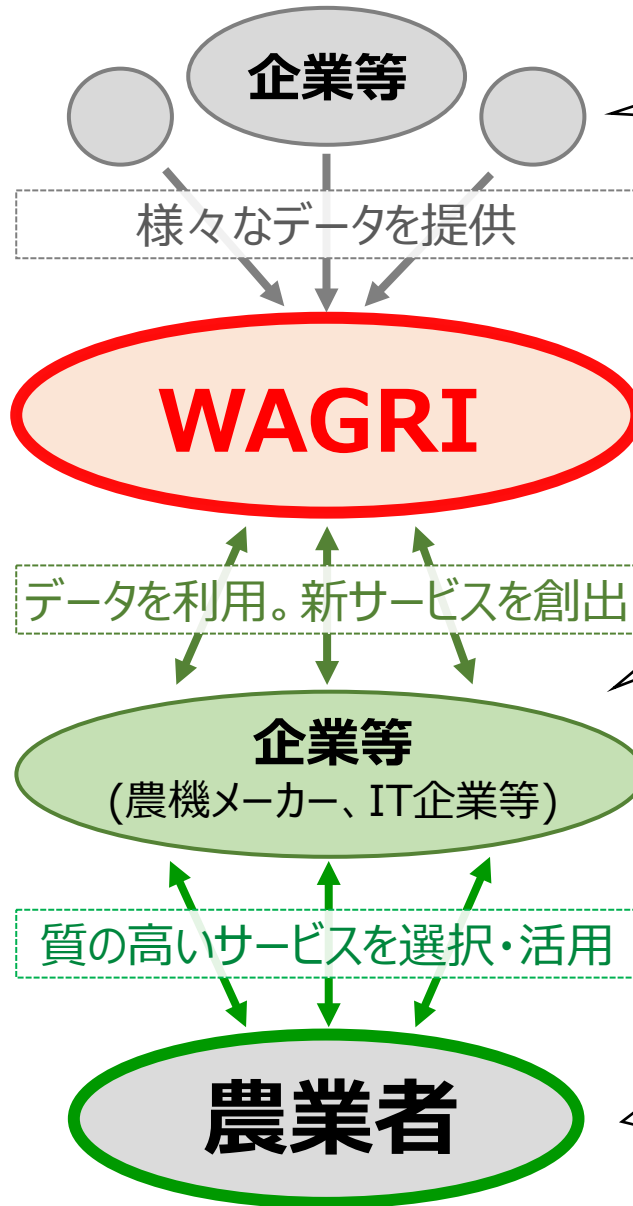 企業等
様々なデータを提供
WAGRI
データを利用。新サービスを創出
企業等
(農機メーカー、IT企業等)
質の高いサービスを選択・活用
農業者